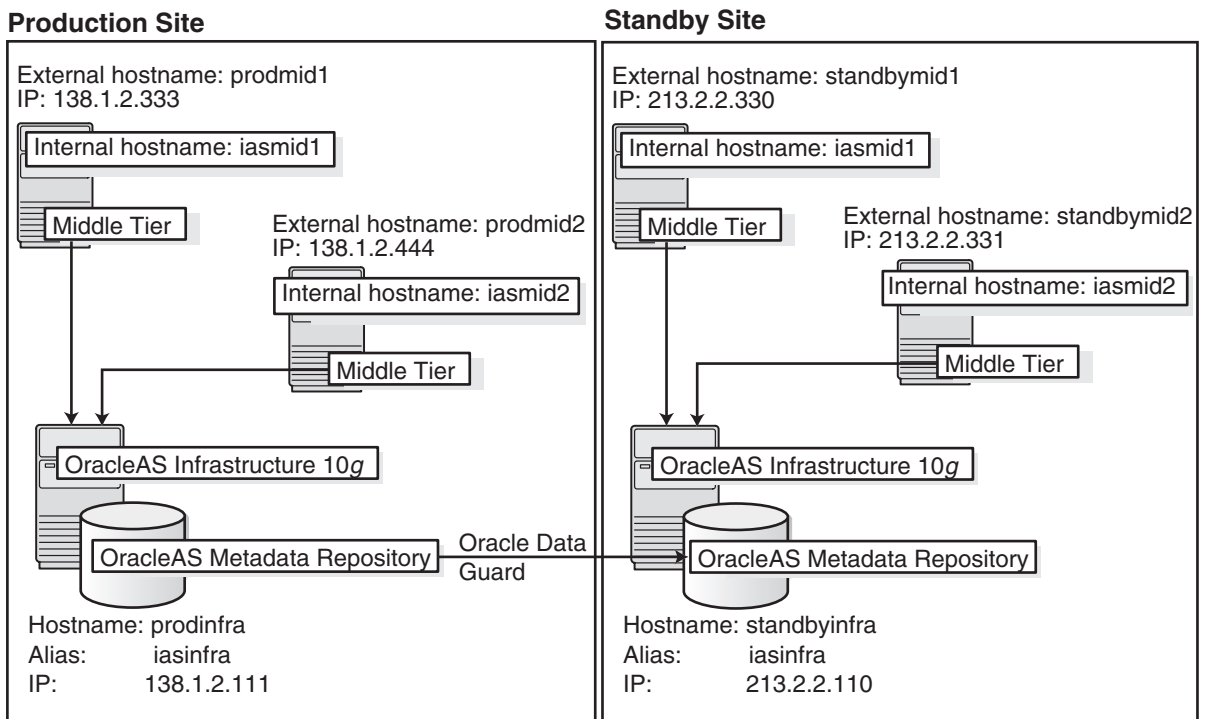 Production Site
External hostname: prodmid1
IP: 138.1.2.333
Internal hostname: iasmid1
Middle Tier
External hostname: prodmid2
IP: 138.1.2.444
Internal hostname: iasmid2
Middle Tier
OracleAS Infrastructure 10g
OracleAS Metadata Repository
Oracle Data
Guard
Hostname: prodinfra
Alias: iasinfra
IP: 138.1.2.111
Standby Site
External hostname: standbymid1
IP: 213.2.2.330
Internal hostname: iasmid1
Middle Tier
External hostname: standbymid2
IP: 213.2.2.331
Internal hostname: iasmid2
Middle Tier
OracleAS Infrastructure 10g
OracleAS Metadata Repository
Hostname: standbyinfra
Alias: iasinfra
IP: 213.2.2.110